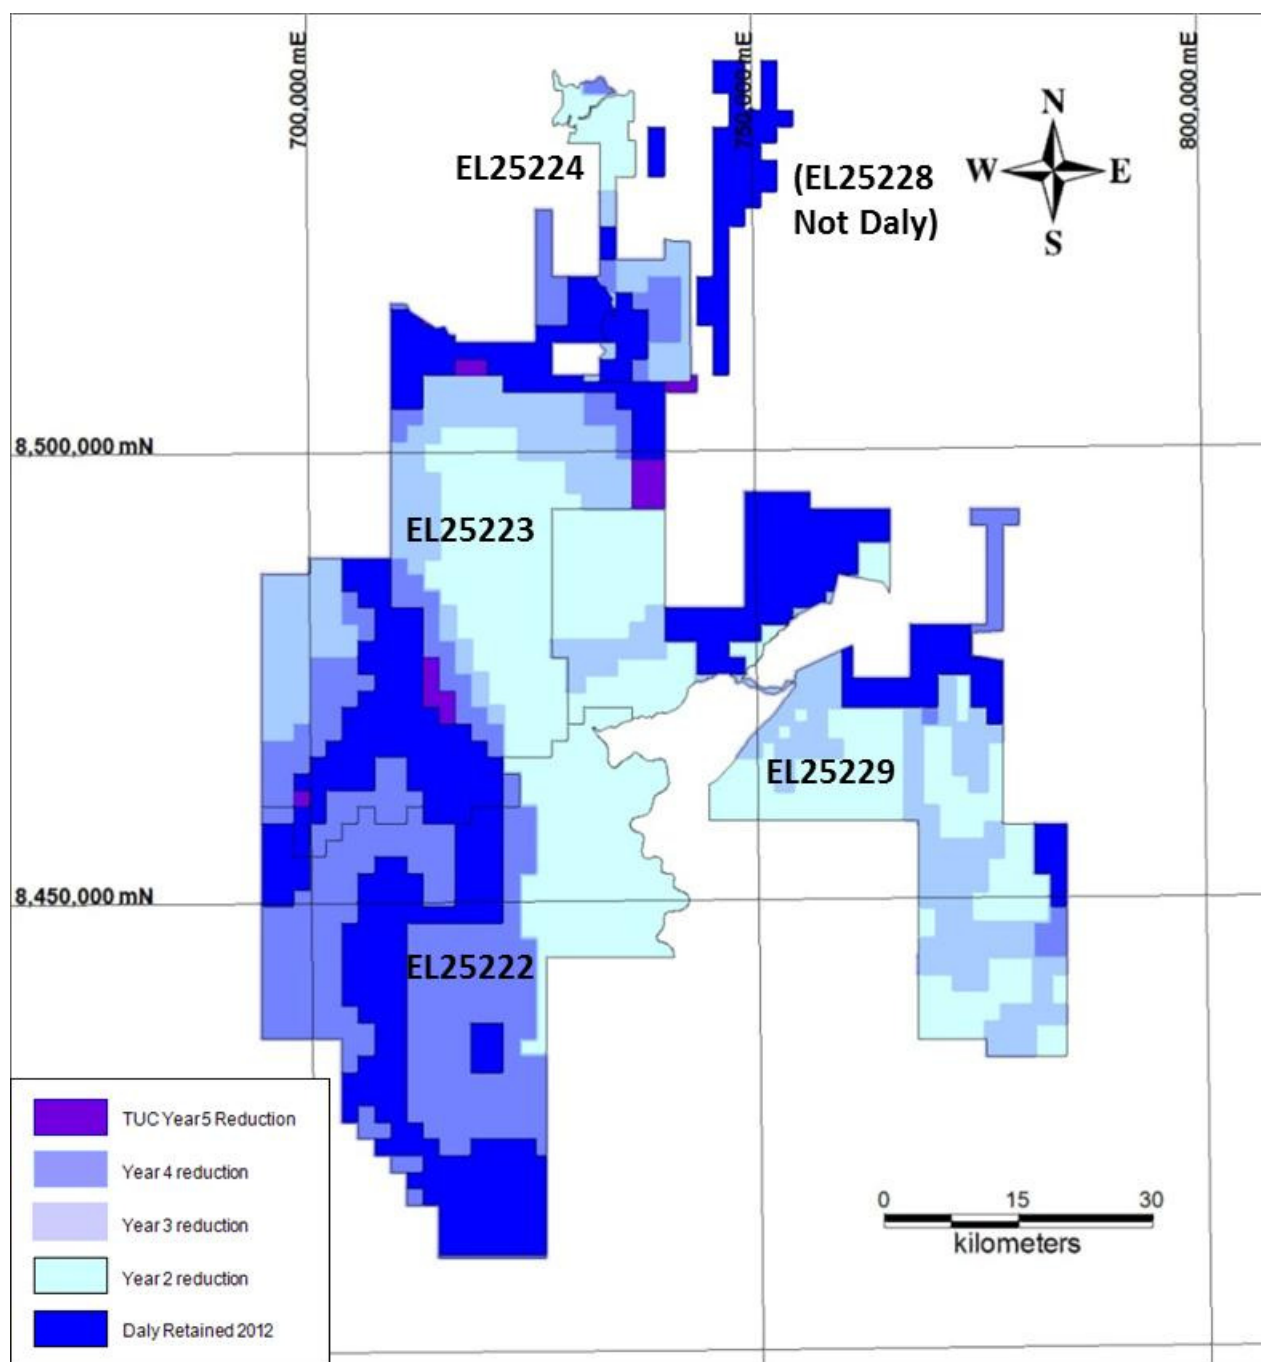 700,000 mE
750,000 mE
800,000 mE
N
W
E
S
EL25224
(EL25228
Not Daly)
8,500,000 mN
EL25223
EL25229
8,450,000 mN
EL25222
TUC Year5 Reduction
Year 4 reduction
Year 3 reduction
Year 2 reduction
Daly Retained 2012
0 15 30
kilometers